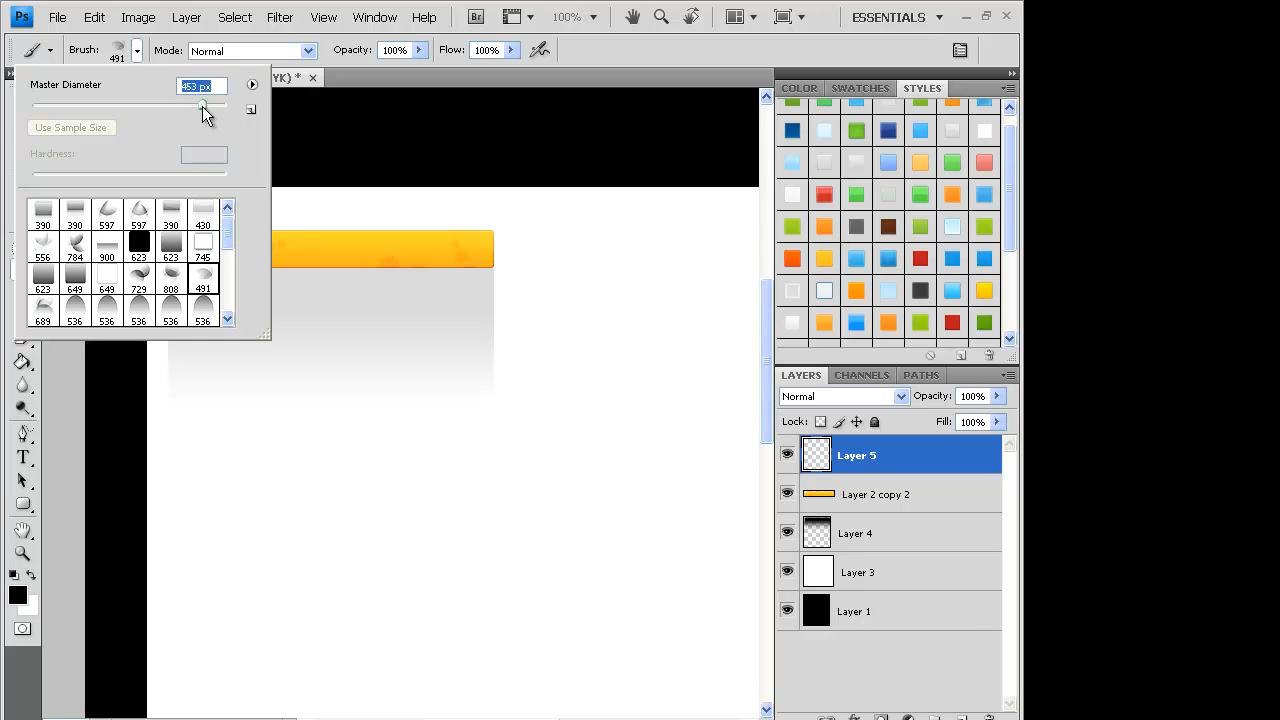 Ps File Edit Image Layer Select Filter View Window Help Br 100% ESSENTIALS
Brush: 491 Mode: Normal Opacity: 100% Flow: 100%
YK) *
Master Diameter 453 px
Use Sample Size
Hardness:
390 390 597 597 390 430
556 784 900 623 623 745
623 649 649 729 808 491
689 536 536 536 536 536
COLOR SWATCHES STYLES
LAYERS CHANNELS PATHS
Normal Opacity: 100%
Lock: Fill: 100%
Layer 5
Layer 2 copy 2
Layer 4
Layer 3
Layer 1
T